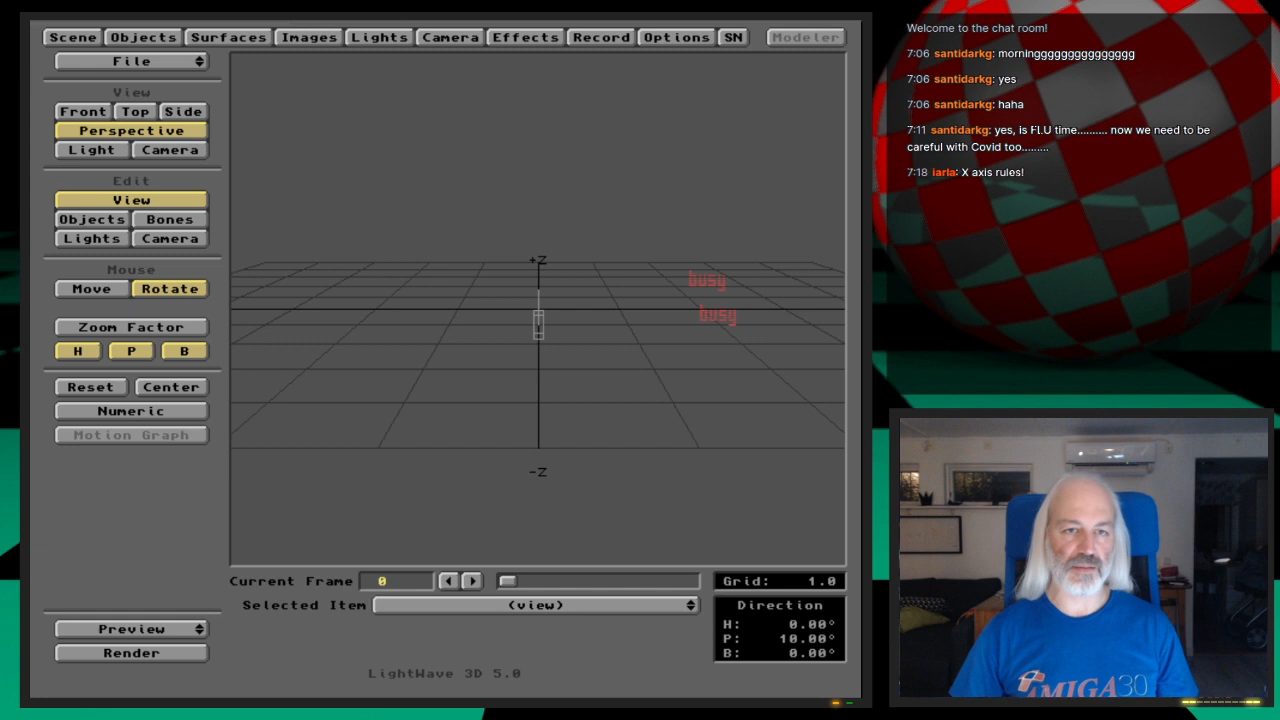 Scene Objects Surfaces Images Lights Camera Effects Record Options SN Modeler
File
View
Front Top Side
Perspective
Light Camera
Edit
View
Objects Bones
Lights Camera
Mouse
Move Rotate
Zoom Factor
H P B
Reset Center
Numeric
Motion Graph
Preview
Render
+Z
busy
busy
-Z
Current Frame 0
Selected Item (view)
Grid: 1.0
Direction
H: 0.00°
P: 10.00°
B: 0.00°
LightWave 3D 5.0
Welcome to the chat room!
7:06 santidarkg: morninggggggggggggggg
7:06 santidarkg: yes
7:06 santidarkg: haha
7:11 santidarkg: yes, is FLU time.......... now we need to be
careful with Covid too.........
7:18 iarla: X axis rules!
AMIGA30